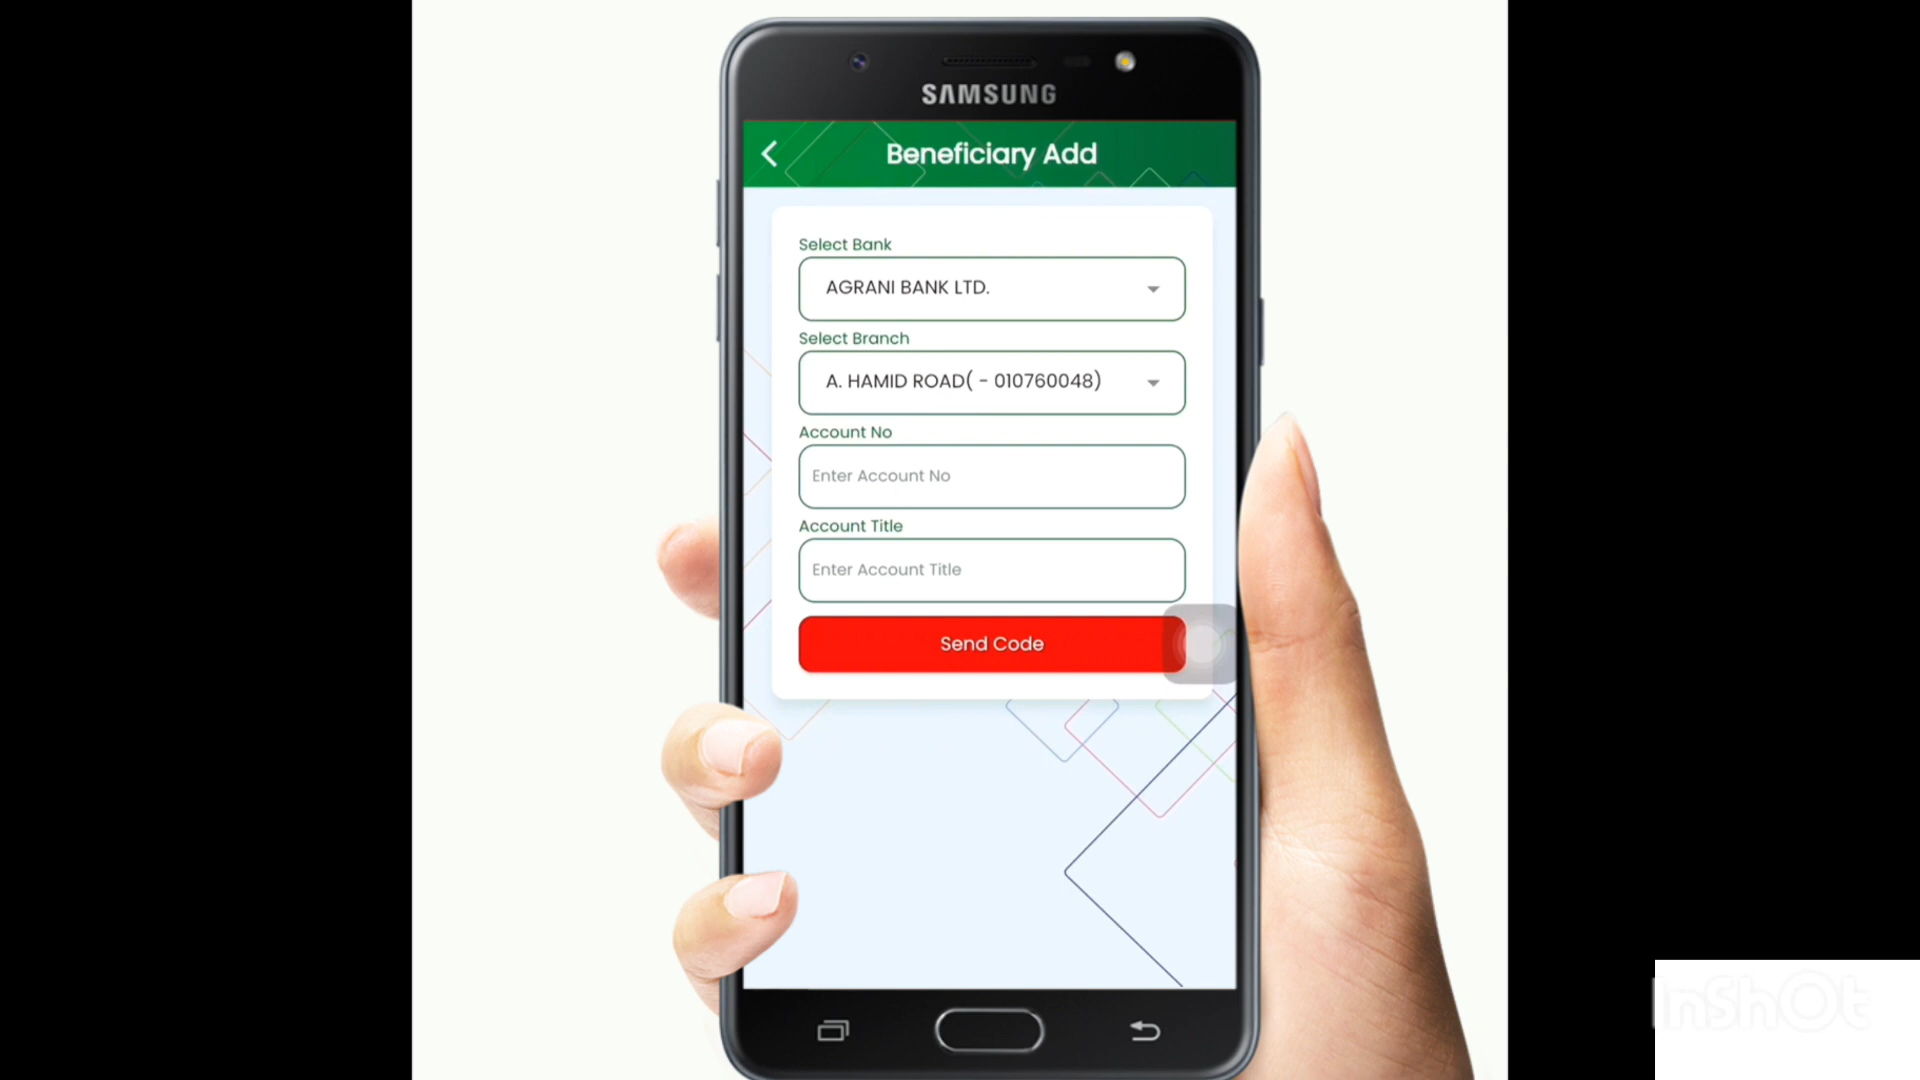 SAMSUNG
Beneficiary Add
Select Bank
AGRANI BANK LTD.
Select Branch
A. HAMID ROAD( - 010760048)
Account No
Enter Account No
Account Title
Enter Account Title
Send Code
InShOt